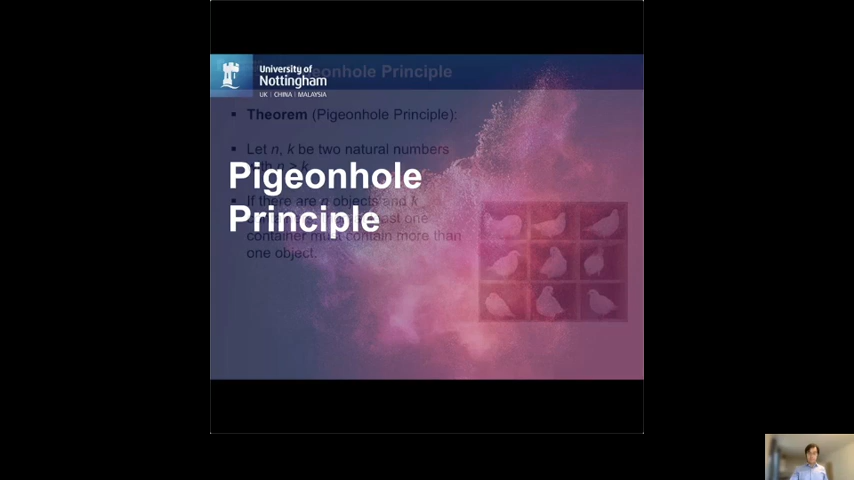 University of
Nottingham
UK | CHINA | MALAYSIA
onhole Principle
Theorem (Pigeonhole Principle):
Let n, k be two natural numbers
Pigeonhole
Principle
If there are n objects and k
container must contain more than
one object.